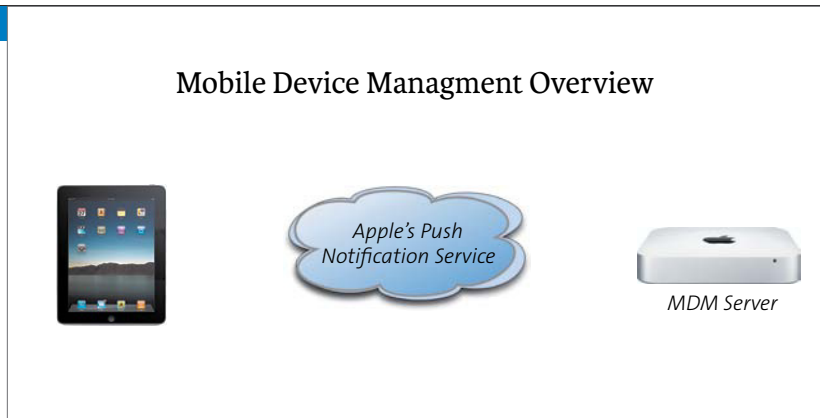 Mobile Device Managment Overview
Apple's Push
Notification Service
MDM Server